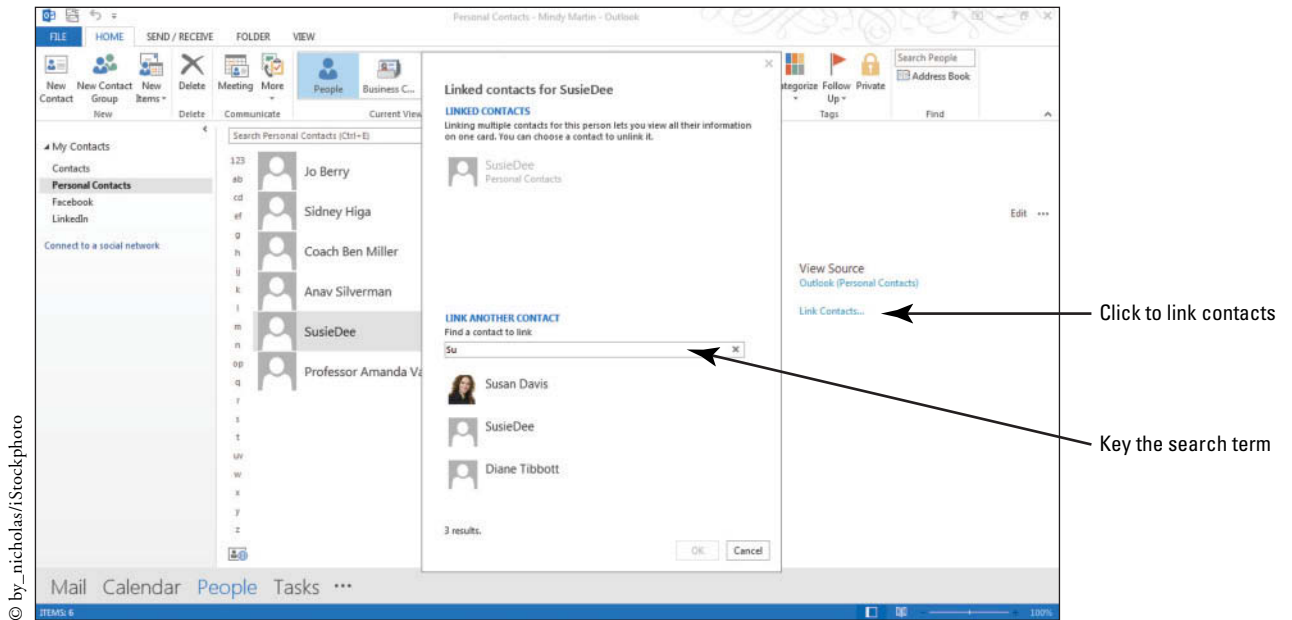 Personal Contacts - Mindy Martin - Outlook
FILE HOME SEND / RECEIVE FOLDER VIEW
New Contact
New Contact Group
New Items
Delete
Meeting
More
People
Business C...
ategorize
Follow Up
Private
Search People
Address Book
New Delete Communicate Current View Tags Find
My Contacts
Contacts
Personal Contacts
Facebook
LinkedIn
Connect to a social network
Search Personal Contacts (Ctrl+E)
123
ab
cd
ef
g
h
ij
k
l
m
n
op
q
r
s
t
uv
w
x
y
z
Jo Berry
Sidney Higa
Coach Ben Miller
Anav Silverman
SusieDee
Professor Amanda Va
Linked contacts for SusieDee
LINKED CONTACTS
Linking multiple contacts for this person lets you view all their information
on one card. You can choose a contact to unlink it.
SusieDee
Personal Contacts
LINK ANOTHER CONTACT
Find a contact to link
Su
Susan Davis
SusieDee
Diane Tibbott
3 results.
OK Cancel
Edit •••
View Source
Outlook (Personal Contacts)
Link Contacts...
Click to link contacts
Key the search term
Mail Calendar People Tasks •••
ITEMS: 6
100%
© by_nicholas/iStockphoto